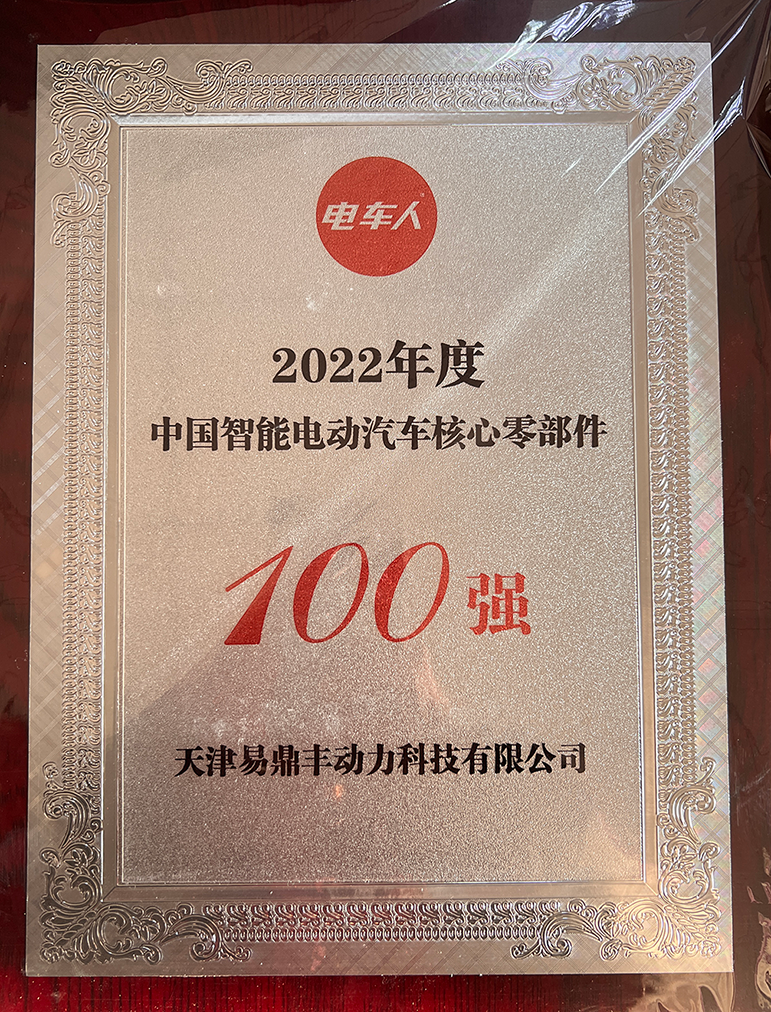 电车人
2022年度
中国智能电动汽车核心零部件
100强
天津易鼎丰动力科技有限公司